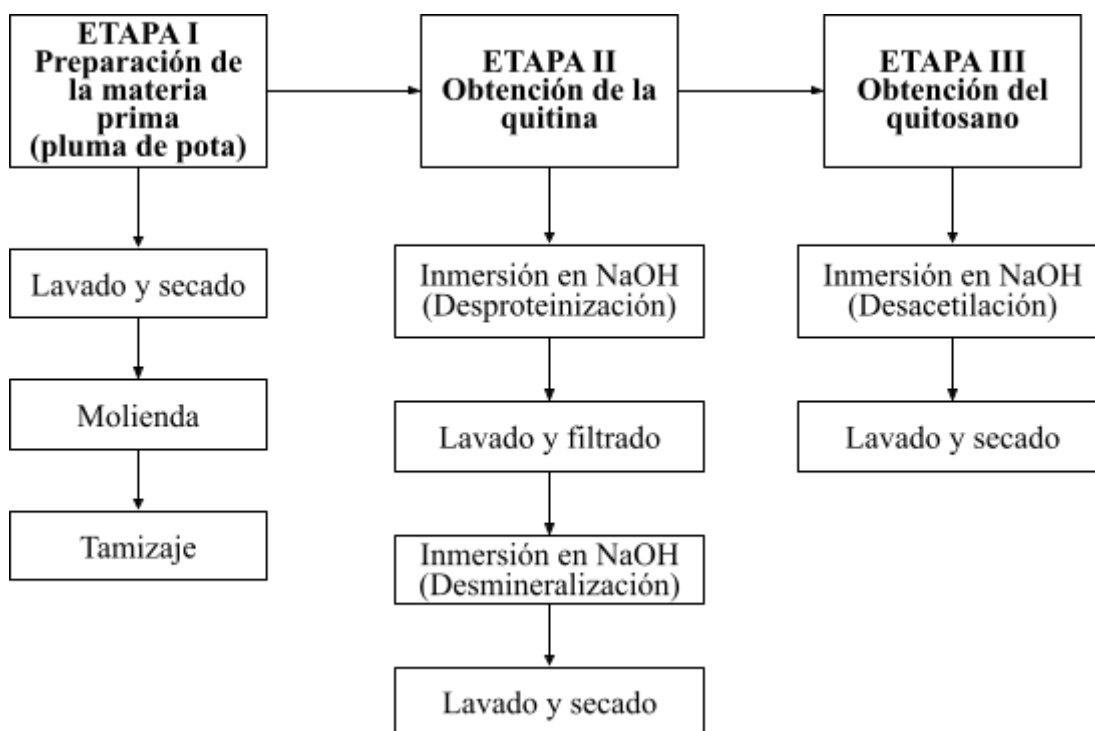 ETAPA I
Preparación de
la materia
prima
(pluma de pota)
Lavado y secado
Molienda
Tamizaje
ETAPA II
Obtención de la
quitina
Inmersión en NaOH
(Desproteinización)
Lavado y filtrado
Inmersión en NaOH
(Desmineralización)
Lavado y secado
ETAPA III
Obtención del
quitosano
Inmersión en NaOH
(Desacetilación)
Lavado y secado